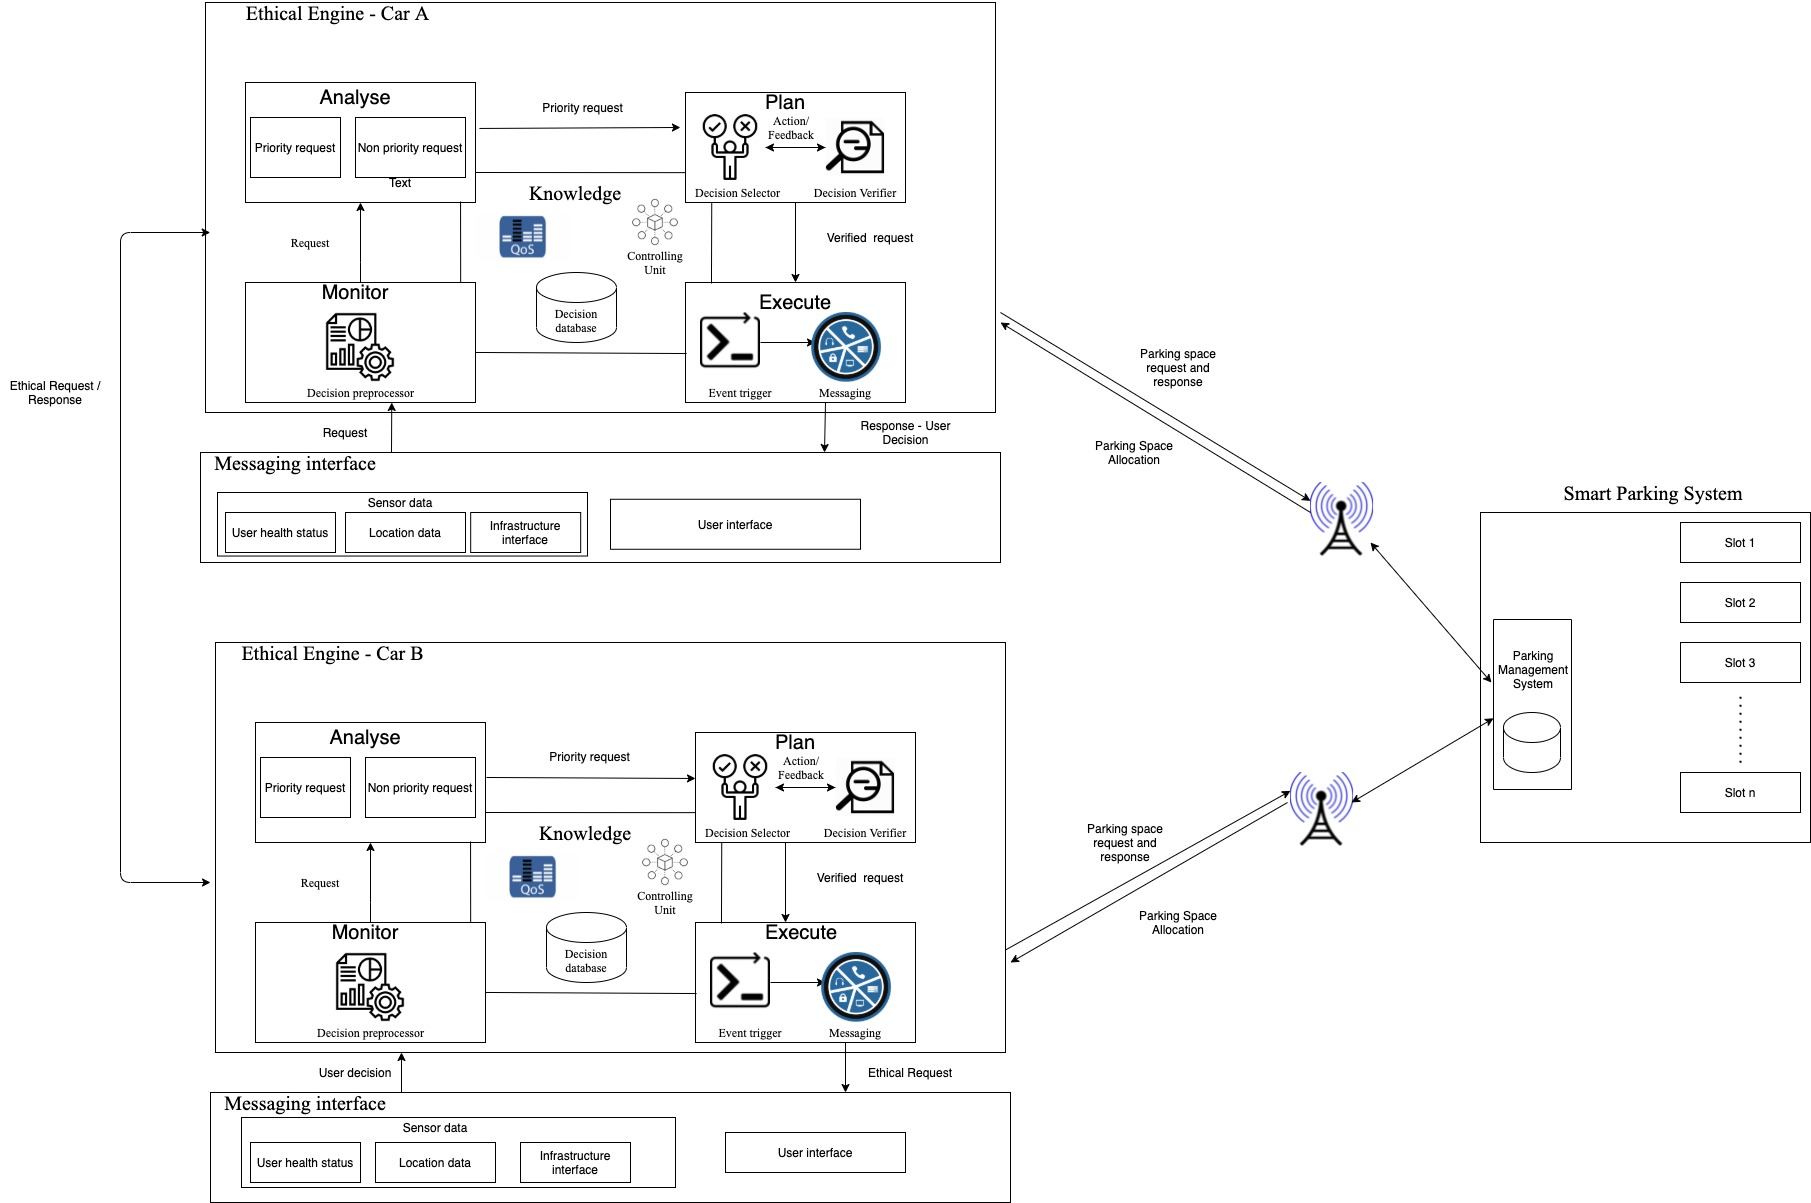 Ethical Engine - Car A
Analyse
Priority request
Non priority request
Text
Priority request
Plan
Action/
Feedback
Decision Selector
Decision Verifier
Knowledge
QoS
Controlling
Unit
Decision
database
Request
Verified  request
Monitor
Decision preprocessor
Execute
Event trigger
Messaging
Ethical Request /
Response
Request
Response - User
Decision
Messaging interface
Sensor data
User health status
Location data
Infrastructure
interface
User interface
Parking space
request and
response
Parking Space
Allocation
Smart Parking System
Slot 1
Slot 2
Slot 3
Slot n
Parking
Management
System
Ethical Engine - Car B
Analyse
Priority request
Non priority request
Priority request
Plan
Action/
Feedback
Decision Selector
Decision Verifier
Knowledge
QoS
Controlling
Unit
Decision
database
Request
Verified  request
Monitor
Decision preprocessor
Execute
Event trigger
Messaging
Parking space
request and
response
Parking Space
Allocation
User decision
Ethical Request
Messaging interface
Sensor data
User health status
Location data
Infrastructure
interface
User interface